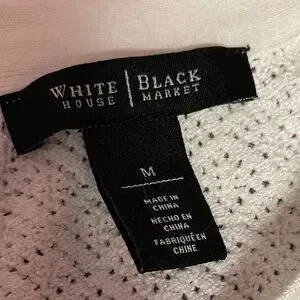 WHITE | BLACK
HOUSE | MARKET
M
MADE IN
CHINA
HECHO EN
CHINA
FABRIQUÉ EN
CHINE